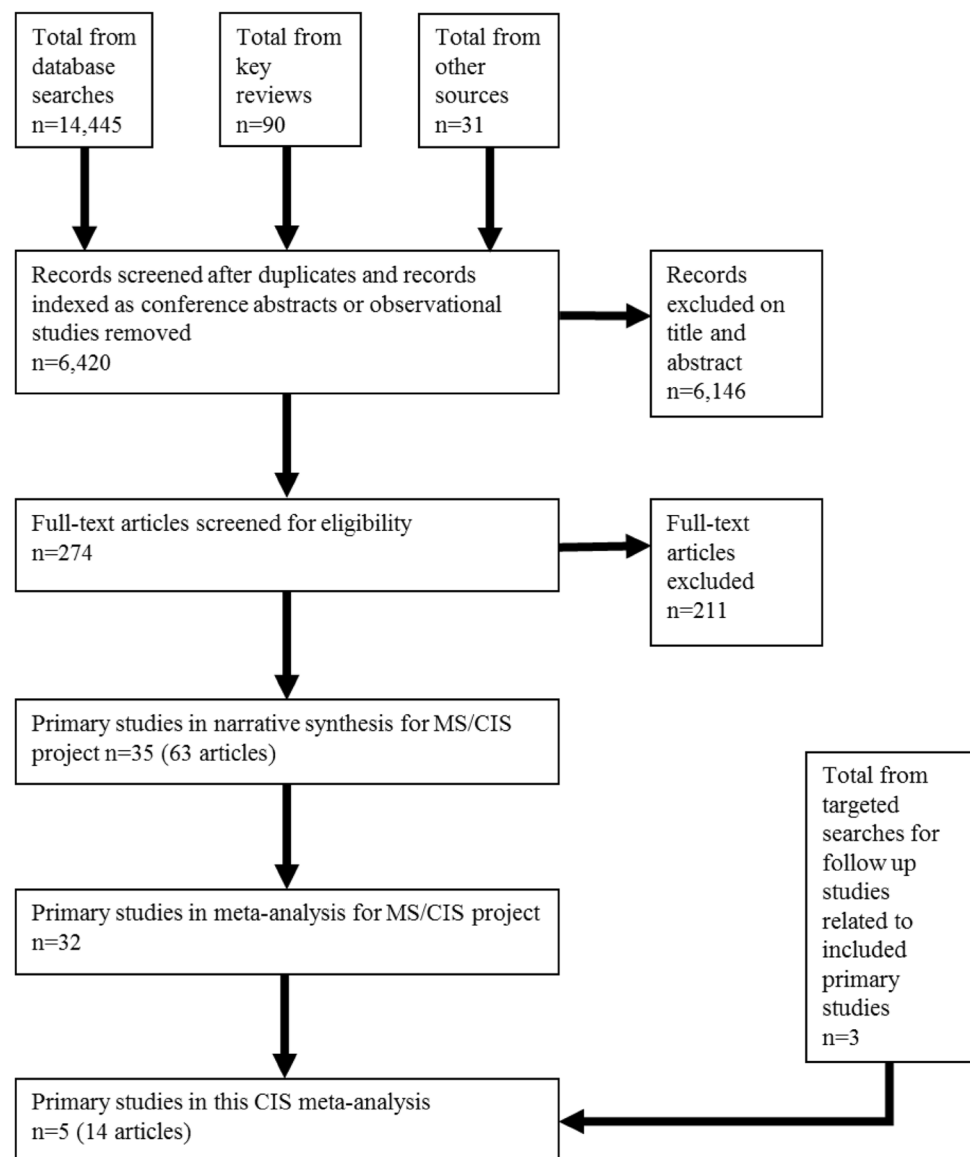 Total from
database
searches
n=14,445
Total from
key
reviews
n=90
Total from
other
sources
n=31
Records screened after duplicates and records
indexed as conference abstracts or observational
studies removed
n=6,420
Records
excluded on
title and
abstract
n=6,146
Full-text articles screened for eligibility
n=274
Full-text
articles
excluded
n=211
Primary studies in narrative synthesis for MS/CIS
project n=35 (63 articles)
Primary studies in meta-analysis for MS/CIS project
n=32
Total from
targeted
searches for
follow up
studies
related to
included
primary
studies
n=3
Primary studies in this CIS meta-analysis
n=5 (14 articles)